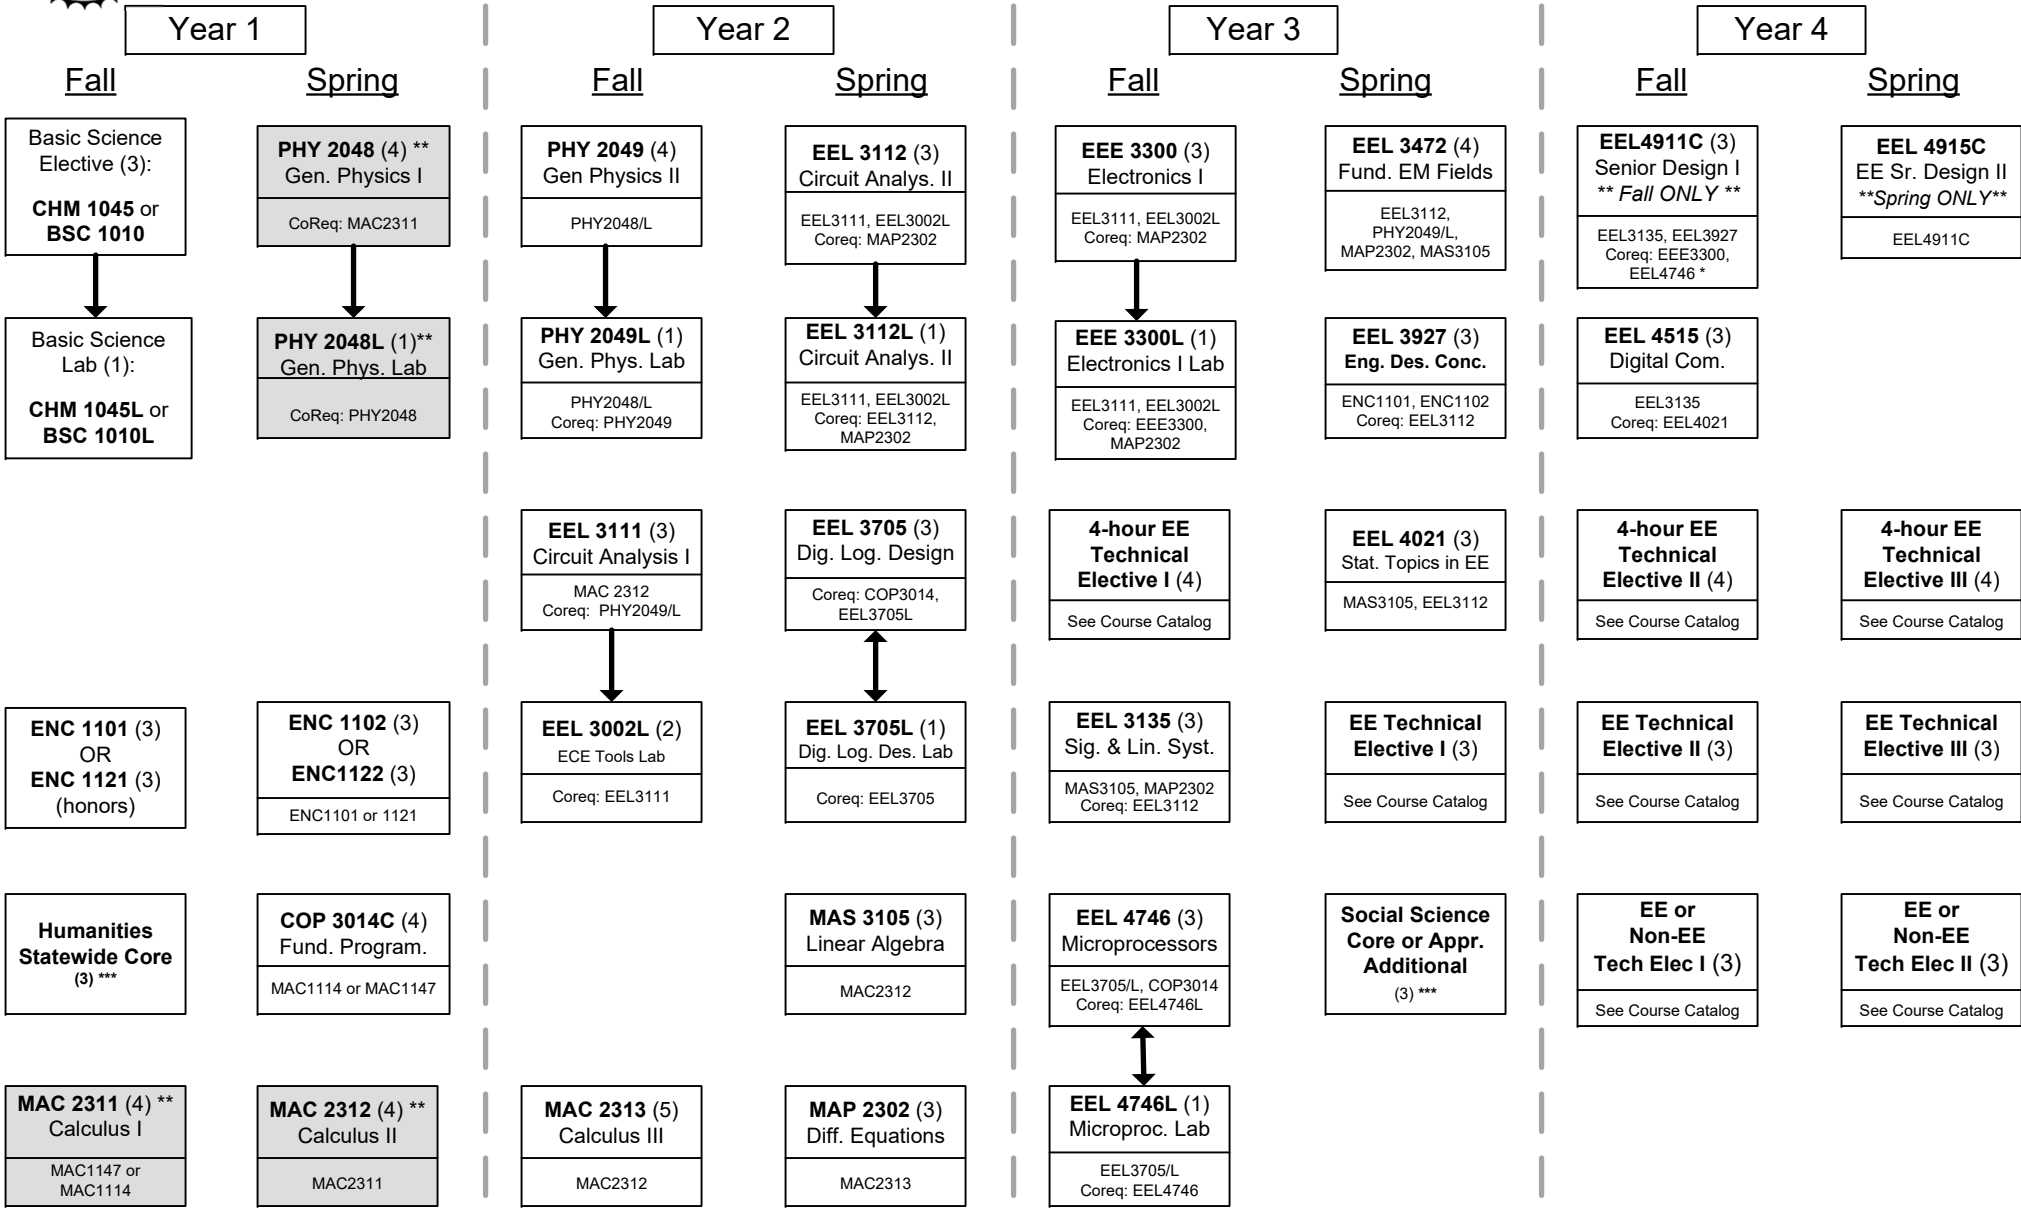 Year 1
Fall
Spring
Basic Science
Elective (3):
CHM 1045 or
BSC 1010
Basic Science
Lab (1):
CHM 1045L or
BSC 1010L
ENC 1101 (3)
OR
ENC 1121 (3)
(honors)
Humanities
Statewide Core
(3) ***
MAC 2311 (4) **
Calculus I
MAC1147 or
MAC1114
PHY 2048 (4) **
Gen. Physics I
CoReq: MAC2311
PHY 2048L (1)**
Gen. Phys. Lab
CoReq: PHY2048
ENC 1102 (3)
OR
ENC1122 (3)
ENC1101 or 1121
COP 3014C (4)
Fund. Program.
MAC1114 or MAC1147
MAC 2312 (4) **
Calculus II
MAC2311
Year 2
Fall
Spring
PHY 2049 (4)
Gen Physics II
PHY2048/L
PHY 2049L (1)
Gen. Phys. Lab
PHY2048/L
Coreq: PHY2049
EEL 3111 (3)
Circuit Analysis I
MAC 2312
Coreq: PHY2049/L
EEL 3002L (2)
ECE Tools Lab
Coreq: EEL3111
MAC 2313 (5)
Calculus III
MAC2312
EEL 3112 (3)
Circuit Analys. II
EEL3111, EEL3002L
Coreq: MAP2302
EEL 3112L (1)
Circuit Analys. II
EEL3111, EEL3002L
Coreq: EEL3112,
MAP2302
EEL 3705 (3)
Dig. Log. Design
Coreq: COP3014,
EEL3705L
EEL 3705L (1)
Dig. Log. Des. Lab
Coreq: EEL3705
MAS 3105 (3)
Linear Algebra
MAC2312
MAP 2302 (3)
Diff. Equations
MAC2313
Year 3
Fall
Spring
EEE 3300 (3)
Electronics I
EEL3111, EEL3002L
Coreq: MAP2302
EEE 3300L (1)
Electronics I Lab
EEL3111, EEL3002L
Coreq: EEE3300,
MAP2302
4-hour EE
Technical
Elective I (4)
See Course Catalog
EEL 3135 (3)
Sig. & Lin. Syst.
MAS3105, MAP2302
Coreq: EEL3112
EEL 4746 (3)
Microprocessors
EEL3705/L, COP3014
Coreq: EEL4746L
EEL 4746L (1)
Microproc. Lab
EEL3705/L
Coreq: EEL4746
EEL 3472 (4)
Fund. EM Fields
EEL3112,
PHY2049/L,
MAP2302, MAS3105
EEL 3927 (3)
Eng. Des. Conc.
ENC1101, ENC1102
Coreq: EEL3112
EEL 4021 (3)
Stat. Topics in EE
MAS3105, EEL3112
EE Technical
Elective I (3)
See Course Catalog
Social Science
Core or Appr.
Additional
(3) ***
Year 4
Fall
Spring
EEL4911C (3)
Senior Design I
** Fall ONLY **
EEL3135, EEL3927
Coreq: EEE3300,
EEL4746 *
EEL 4515 (3)
Digital Com.
EEL3135
Coreq: EEL4021
4-hour EE
Technical
Elective II (4)
See Course Catalog
EE Technical
Elective II (3)
See Course Catalog
EE or
Non-EE
Tech Elec I (3)
See Course Catalog
EEL 4915C
EE Sr. Design II
**Spring ONLY**
EEL4911C
4-hour EE
Technical
Elective III (4)
See Course Catalog
EE Technical
Elective III (3)
See Course Catalog
EE or
Non-EE
Tech Elec II (3)
See Course Catalog